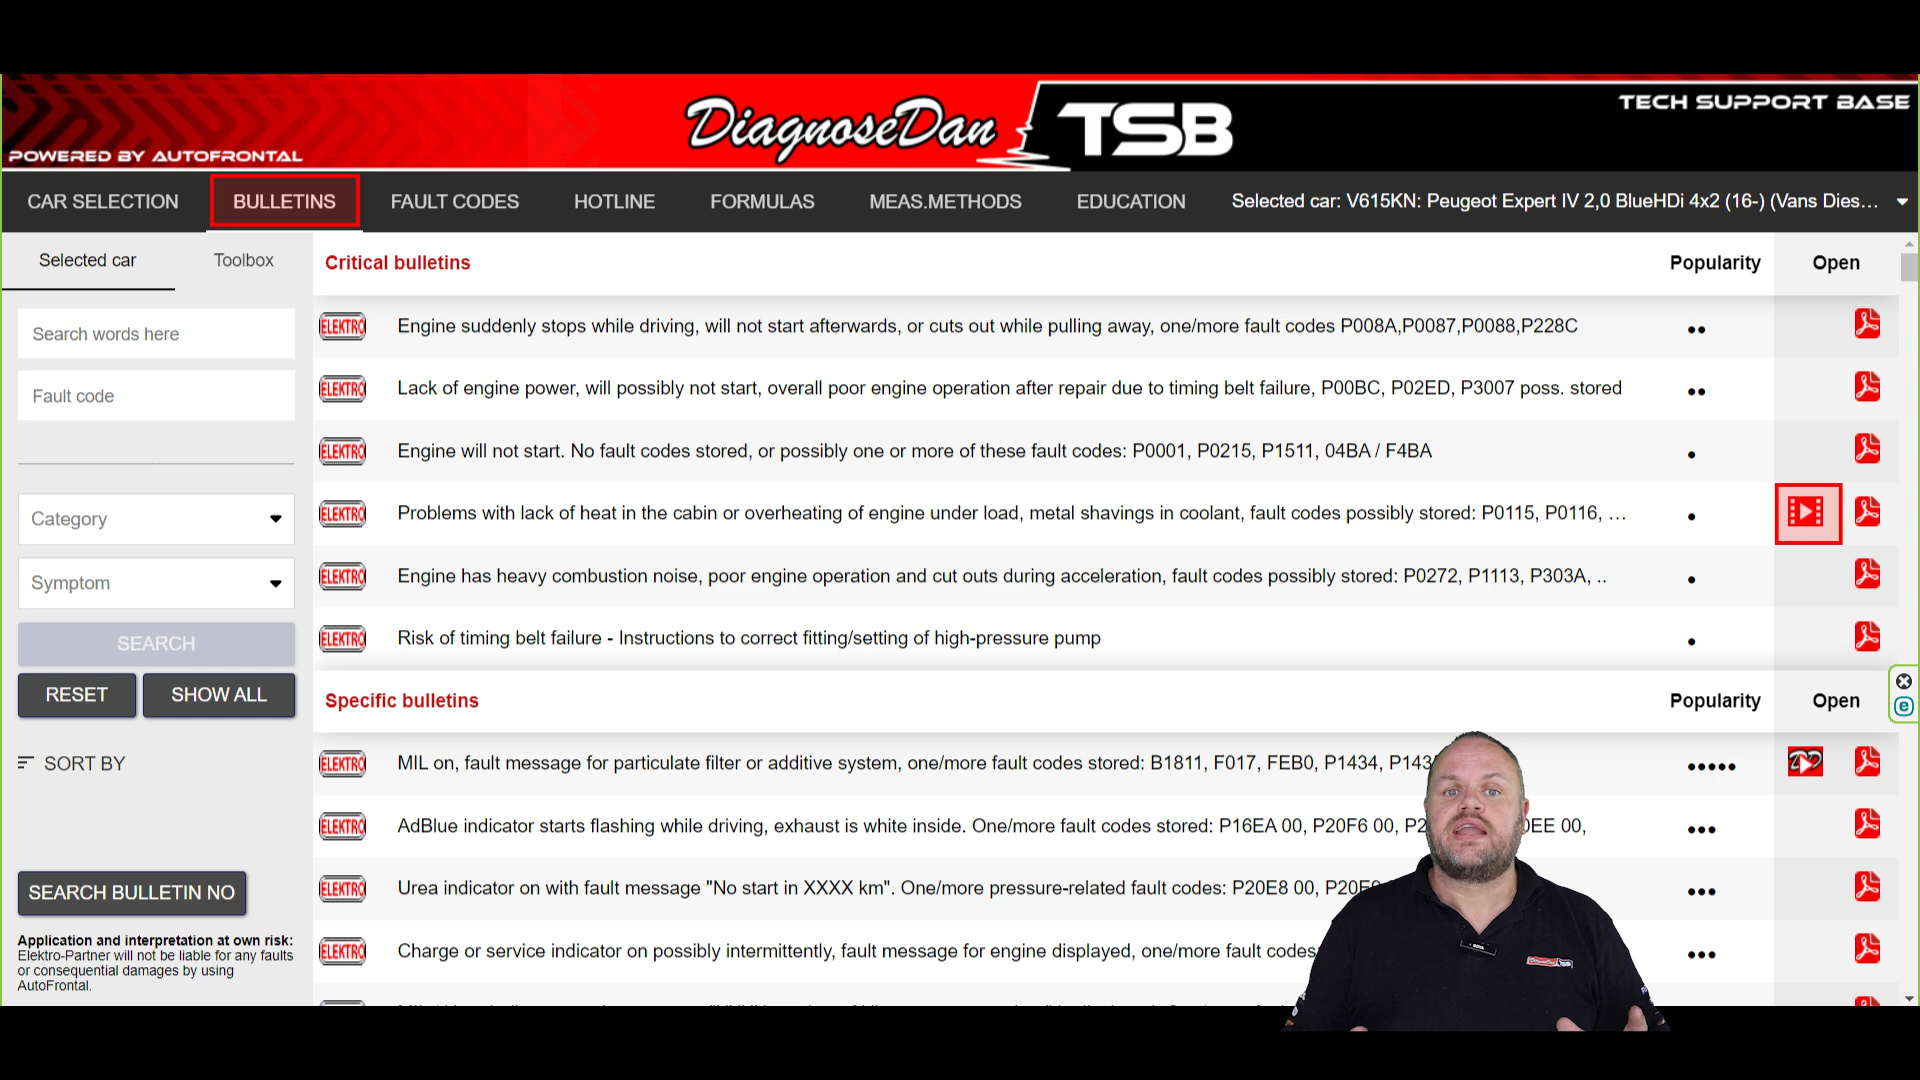 POWERED BY AUTOFRONTAL
DiagnoseDan TSB
TECH SUPPORT BASE
CAR SELECTION
BULLETINS
FAULT CODES
HOTLINE
FORMULAS
MEAS.METHODS
EDUCATION
Selected car: V615KN: Peugeot Expert IV 2,0 BlueHDi 4x2 (16-) (Vans Dies...
Selected car
Toolbox
Search words here
Fault code
Category
Symptom
SEARCH
RESET
SHOW ALL
SORT BY
SEARCH BULLETIN NO
Application and interpretation at own risk:
Elektro-Partner will not be liable for any faults
or consequential damages by using
AutoFrontal.
Critical bulletins
Popularity
Open
ELEKTRO Engine suddenly stops while driving, will not start afterwards, or cuts out while pulling away, one/more fault codes P008A,P0087,P0088,P228C
ELEKTRO Lack of engine power, will possibly not start, overall poor engine operation after repair due to timing belt failure, P00BC, P02ED, P3007 poss. stored
ELEKTRO Engine will not start. No fault codes stored, or possibly one or more of these fault codes: P0001, P0215, P1511, 04BA / F4BA
ELEKTRO Problems with lack of heat in the cabin or overheating of engine under load, metal shavings in coolant, fault codes possibly stored: P0115, P0116, ...
ELEKTRO Engine has heavy combustion noise, poor engine operation and cut outs during acceleration, fault codes possibly stored: P0272, P1113, P303A, ..
ELEKTRO Risk of timing belt failure - Instructions to correct fitting/setting of high-pressure pump
Specific bulletins
Popularity
Open
ELEKTRO MIL on, fault message for particulate filter or additive system, one/more fault codes stored: B1811, F017, FEB0, P1434,
ELEKTRO AdBlue indicator starts flashing while driving, exhaust is white inside. One/more fault codes stored: P16EA 00, P20F6 00, 00,
ELEKTRO Urea indicator on with fault message "No start in XXXX km". One/more pressure-related fault codes: P20E8 00,
ELEKTRO Charge or service indicator on possibly intermittently, fault message for engine displayed, one/more fault codes